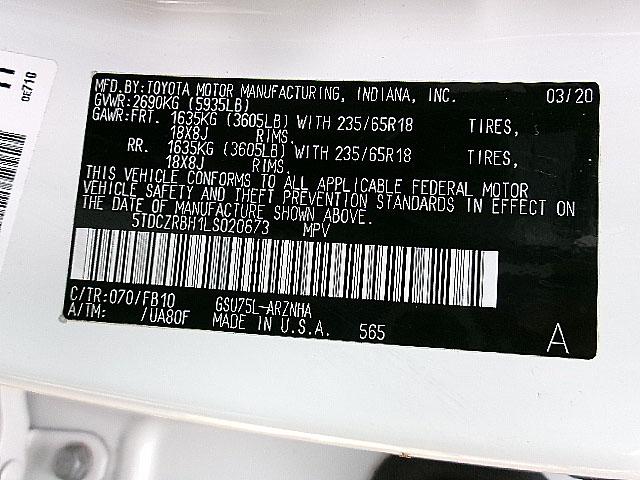 0E710
MFD.BY:TOYOTA MOTOR MANUFACTURING, INDIANA, INC. 03/20
GVWR:2690KG (5935LB)
GAWR:FRT. 1635KG (3605LB) WITH 235/65R18 TIRES,
18X8J RIMS.
RR. 1635KG (3605LB) WITH 235/65R18 TIRES,
18X8J RIMS.
THIS VEHICLE CONFORMS TO ALL APPLICABLE FEDERAL MOTOR
VEHICLE SAFETY AND THEFT PREVENTION STANDARDS IN EFFECT ON
THE DATE OF MANUFACTURE SHOWN ABOVE.
5TDCZRBH1LS020673 MPV
C/TR:070/FB10 GSU75L-ARZNHA
A/TM: /UA80F MADE IN U.S.A. 565
A